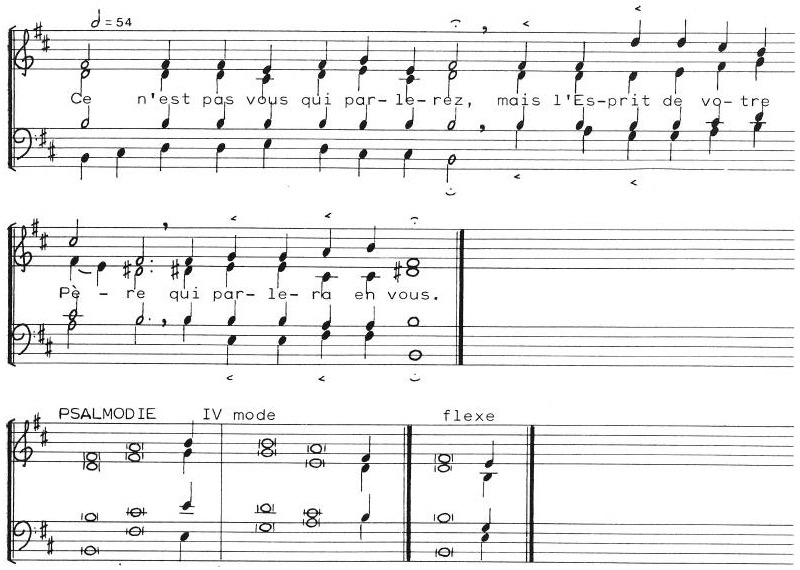 = 54
Ce n'est pas vous qui par-le-rez, mais l'Es-prit de vo-tre
Pè - re qui par-le-ra en vous.
PSALMODIE IV mode flexe